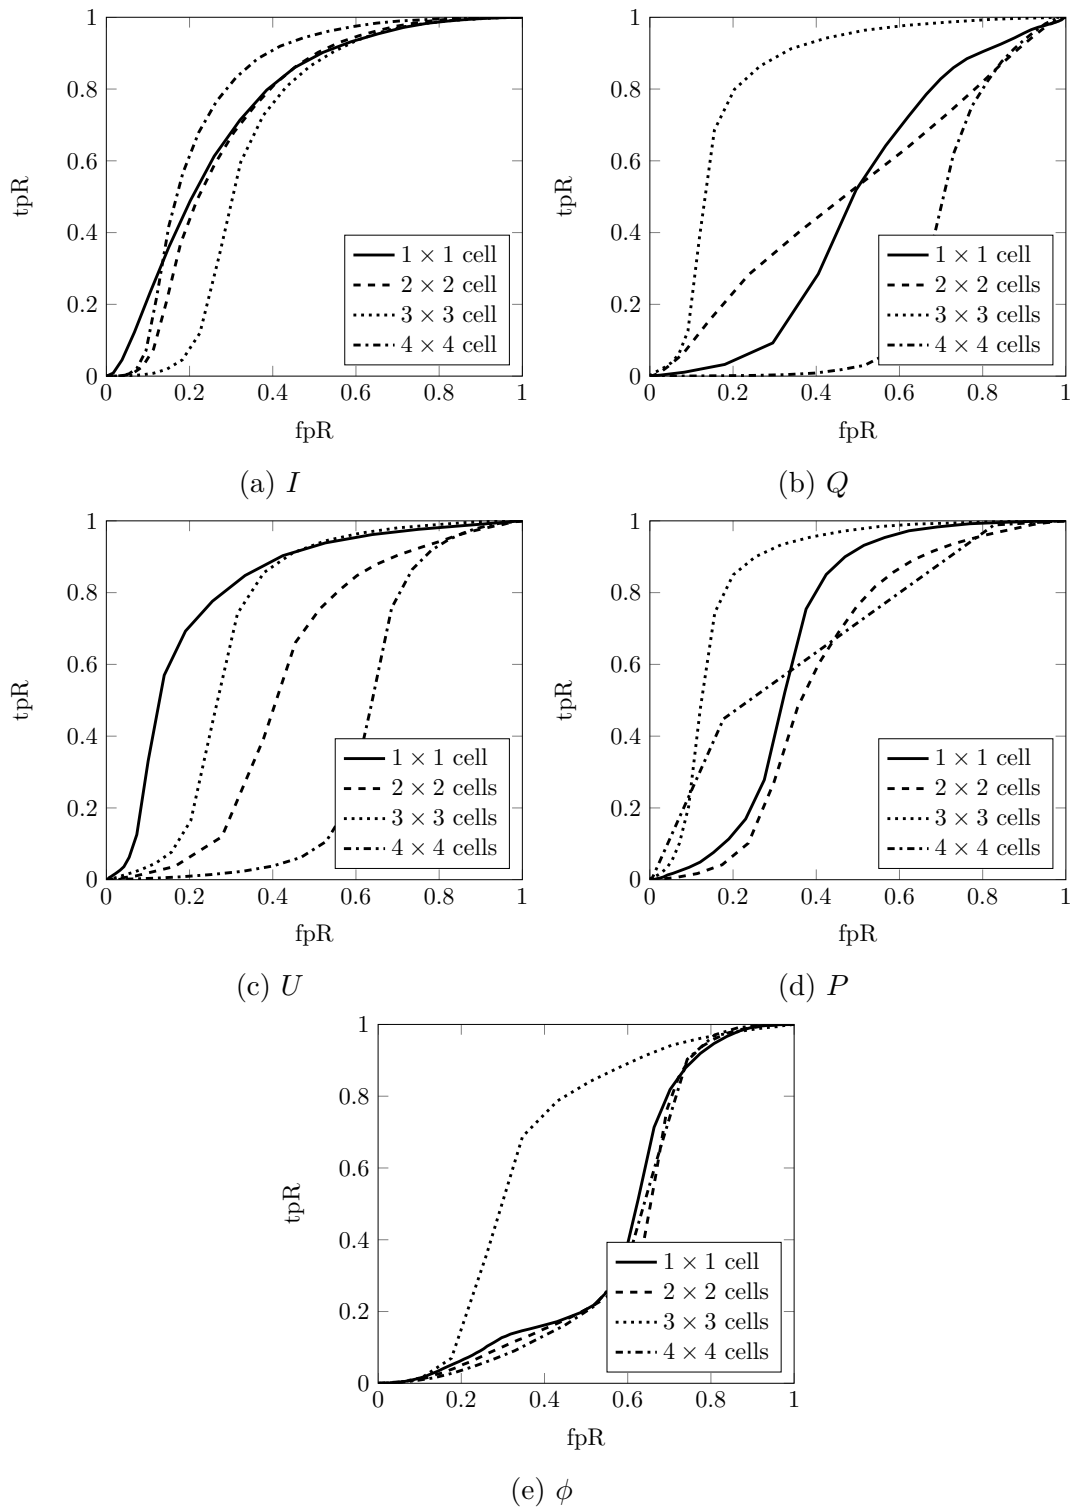 1
0.8
0.6
0.4
0.2
0
0 0.2 0.4 0.6 0.8 1
tpR
fpR
1 × 1 cell
2 × 2 cell
3 × 3 cell
4 × 4 cell
(a) I
1
0.8
0.6
0.4
0.2
0
0 0.2 0.4 0.6 0.8 1
tpR
fpR
1 × 1 cell
2 × 2 cells
3 × 3 cells
4 × 4 cells
(b) Q
1
0.8
0.6
0.4
0.2
0
0 0.2 0.4 0.6 0.8 1
tpR
fpR
1 × 1 cell
2 × 2 cells
3 × 3 cells
4 × 4 cells
(c) U
1
0.8
0.6
0.4
0.2
0
0 0.2 0.4 0.6 0.8 1
tpR
fpR
1 × 1 cell
2 × 2 cells
3 × 3 cells
4 × 4 cells
(d) P
1
0.8
0.6
0.4
0.2
0
0 0.2 0.4 0.6 0.8 1
tpR
fpR
1 × 1 cell
2 × 2 cells
3 × 3 cells
4 × 4 cells
(e) ϕ